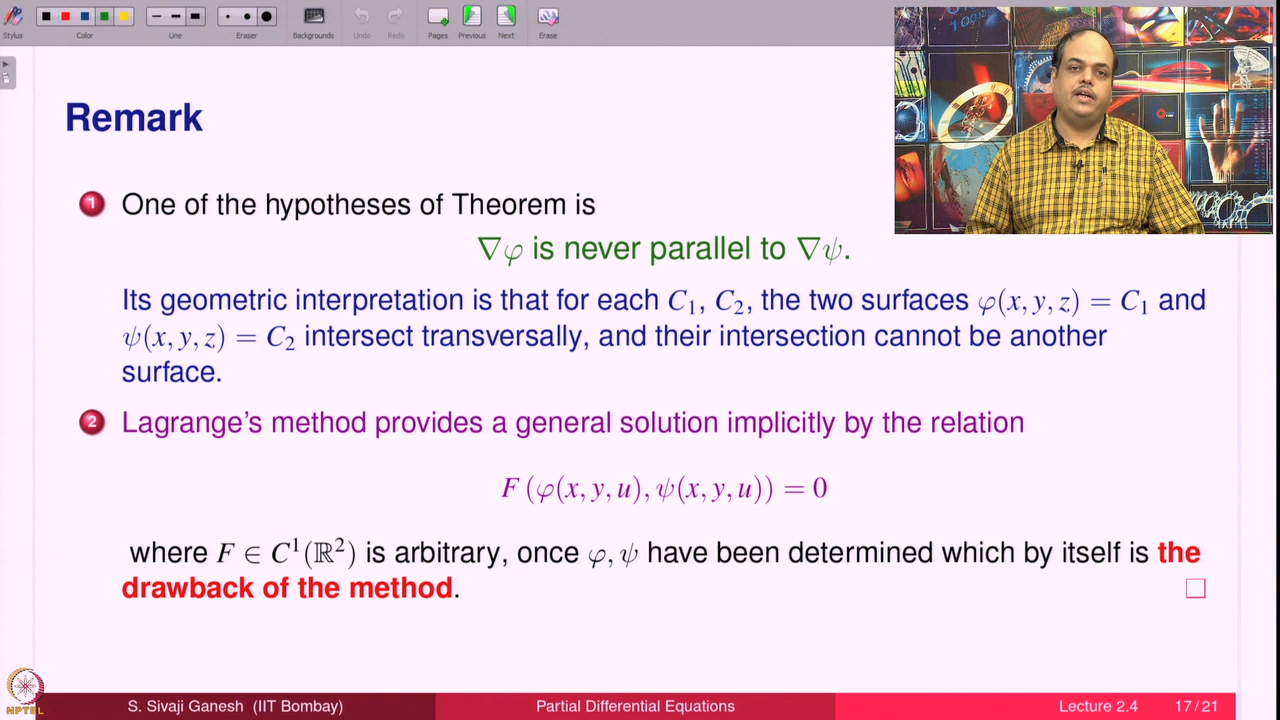 Stylus
Color
Line
Eraser
Backgrounds
Undo
Redo
Pages
Previous
Next
Erase
Remark
1 One of the hypotheses of Theorem is
∇φ is never parallel to ∇ψ.
Its geometric interpretation is that for each C₁, C₂, the two surfaces φ(x, y, z) = C₁ and
ψ(x, y, z) = C₂ intersect transversally, and their intersection cannot be another
surface.
2 Lagrange's method provides a general solution implicitly by the relation
F (φ(x, y, u), ψ(x, y, u)) = 0
where F ∈ C¹(ℝ²) is arbitrary, once φ, ψ have been determined which by itself is the
drawback of the method. □
NPTEL
S. Sivaji Ganesh (IIT Bombay)
Partial Differential Equations
Lecture 2.4
17 / 21